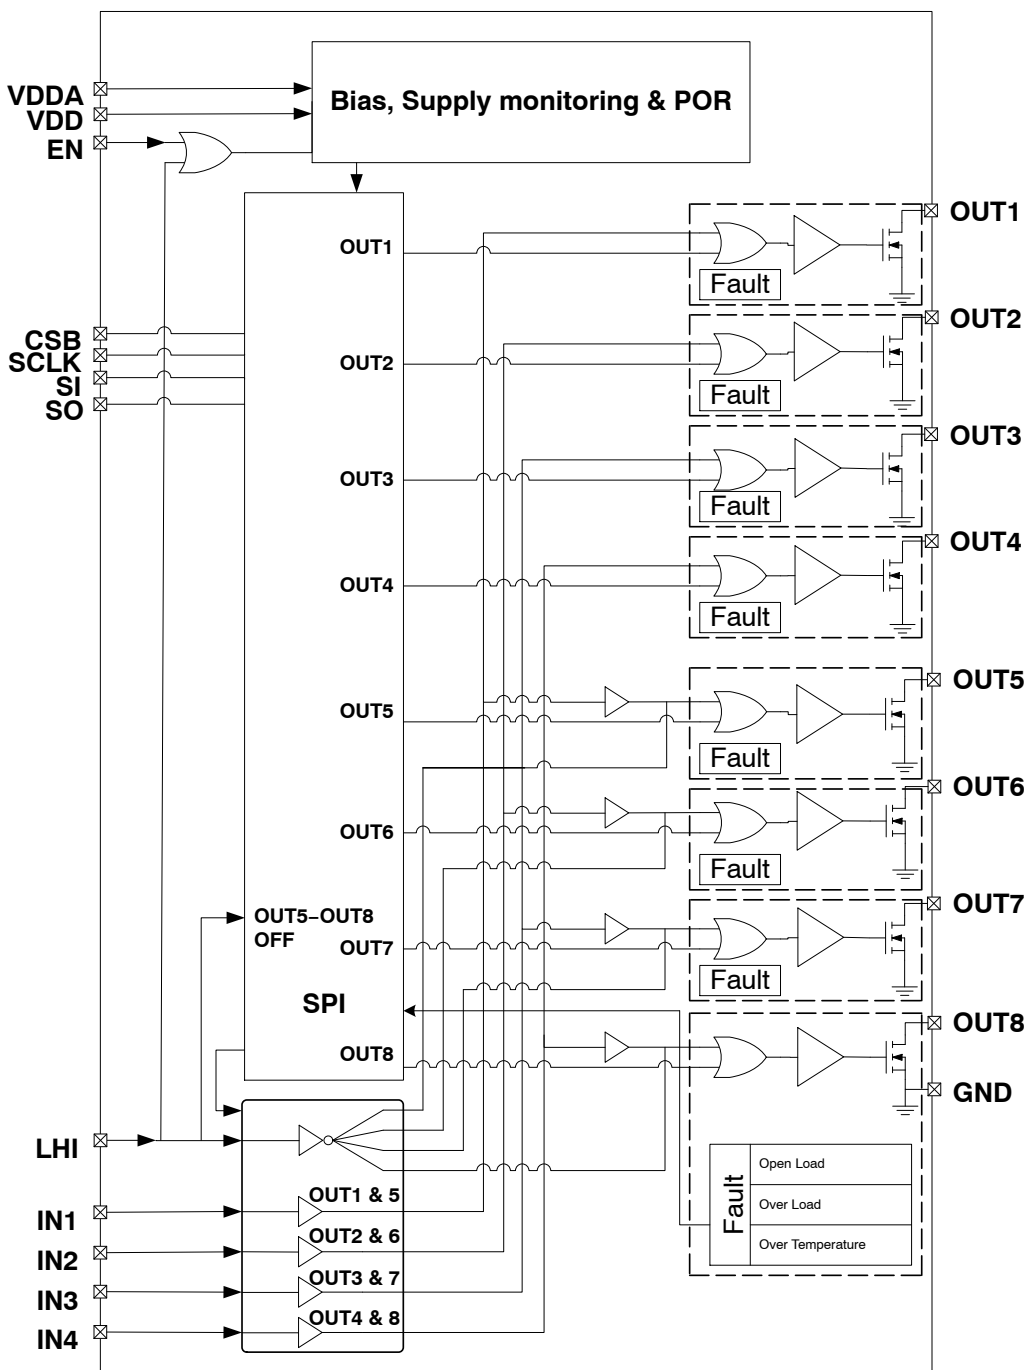 VDDA
VDD
EN
Bias, Supply monitoring & POR
OUT1
OUT1
Fault
OUT2
CSB
SCLK
SI
SO
OUT2
Fault
OUT3
OUT3
Fault
OUT4
OUT4
Fault
OUT5
OUT5
Fault
OUT6
OUT6
Fault
OUT7
OUT5–OUT8
OFF
OUT7
Fault
SPI
OUT8
OUT8
GND
LHI
Fault
Open Load
Over Load
Over Temperature
OUT1 & 5
IN1
OUT2 & 6
IN2
OUT3 & 7
IN3
OUT4 & 8
IN4